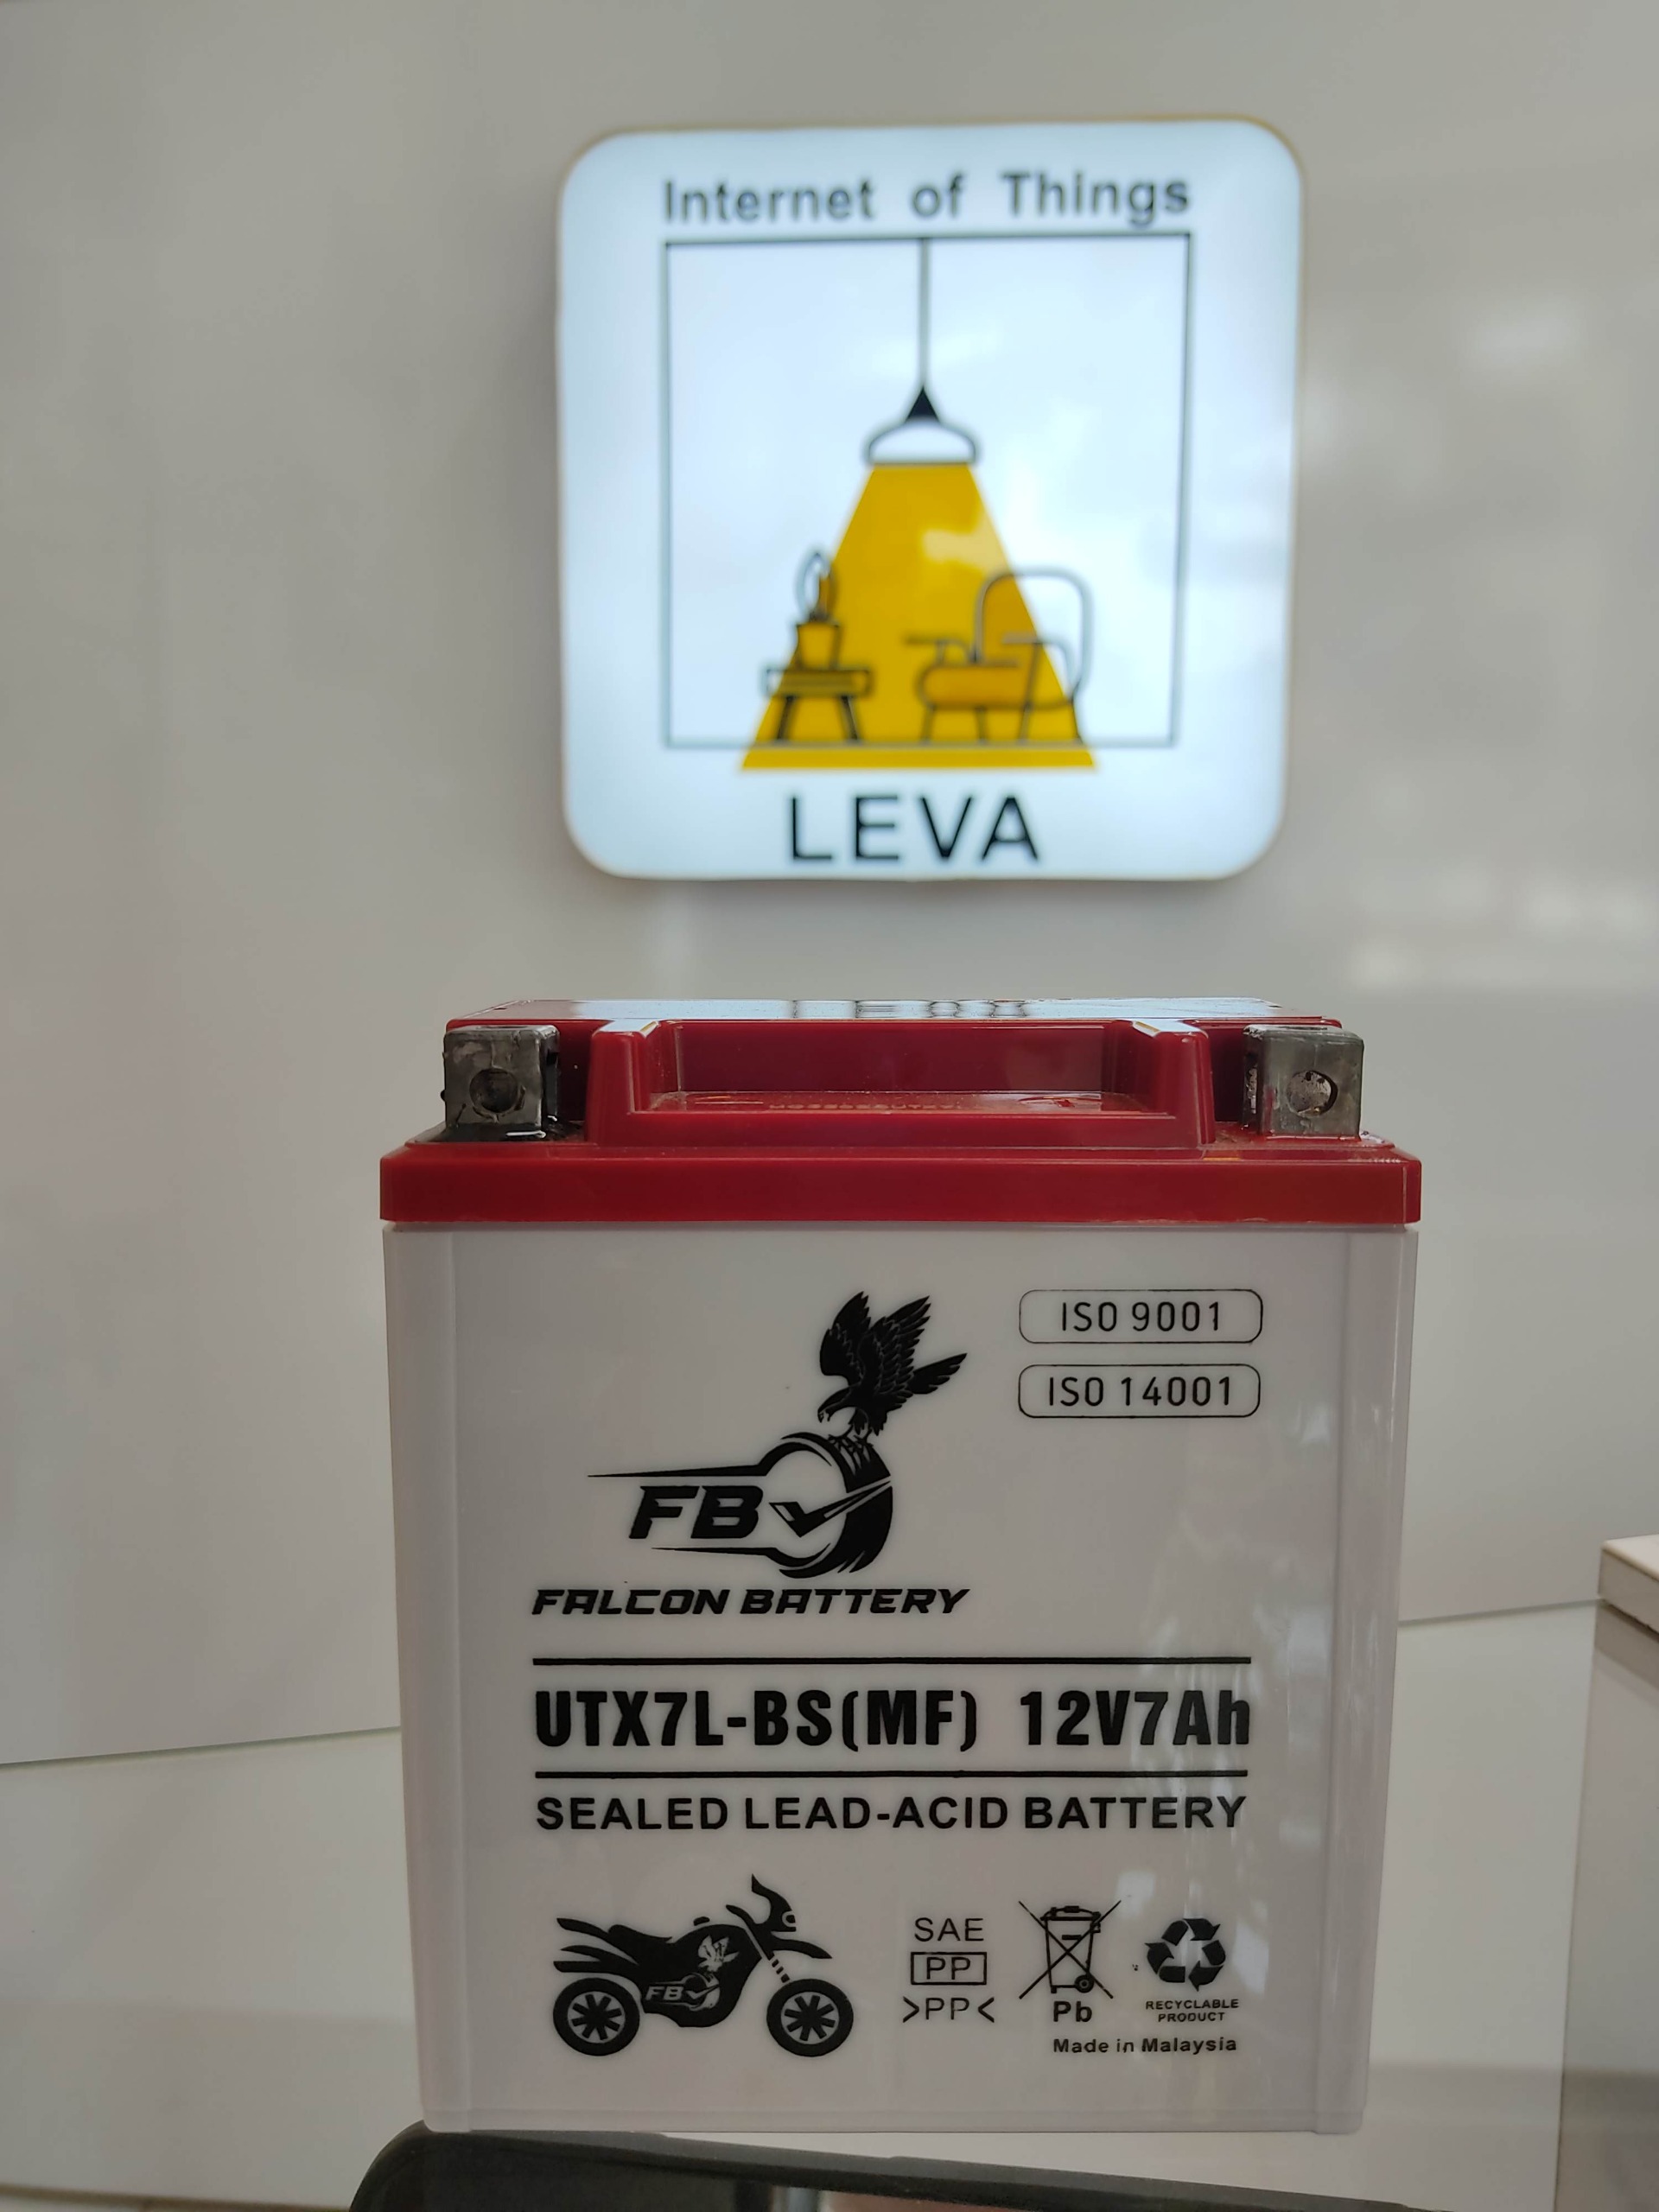 Internet of Things
LEVA
ISO 9001
ISO 14001
FB
FALCON BATTERY
UTX7L-BS(MF) 12V7Ah
SEALED LEAD-ACID BATTERY
FB
SAE
PP
>PP<
Pb
RECYCLABLE
PRODUCT
Made in Malaysia